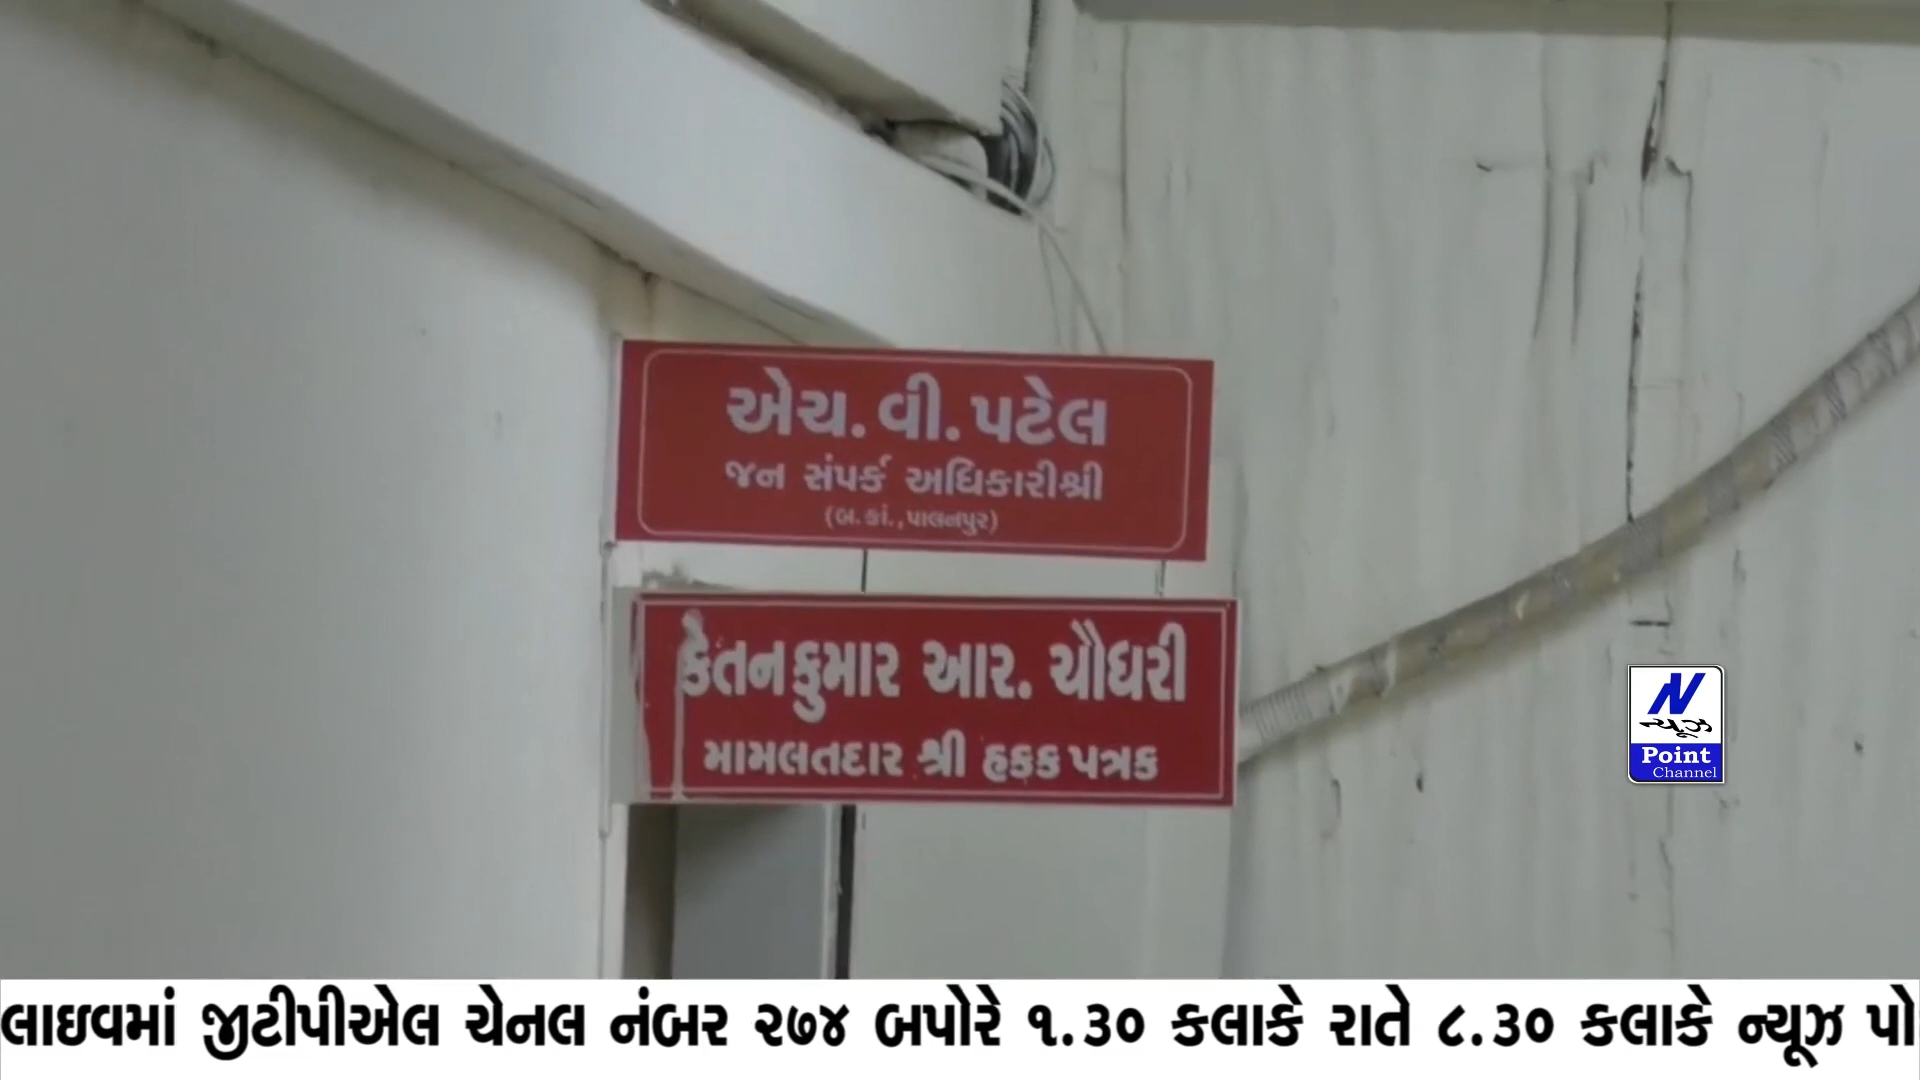 એચ. વી. પટેલ
જન સંપર્ક અધિકારીશ્રી
(બ. કાં., પાલનપુર)
કેતનકુમાર આર. ચૌધરી
મામલતદાર શ્રી હકક પત્રક
N
ન્યુઝ
Point
Channel
લાઇવમાં જીટીપીએલ ચેનલ નંબર ૨૭૪ બપોરે ૧.૩૦ કલાકે રાતે ૮.૩૦ કલાકે ન્યૂઝ પો